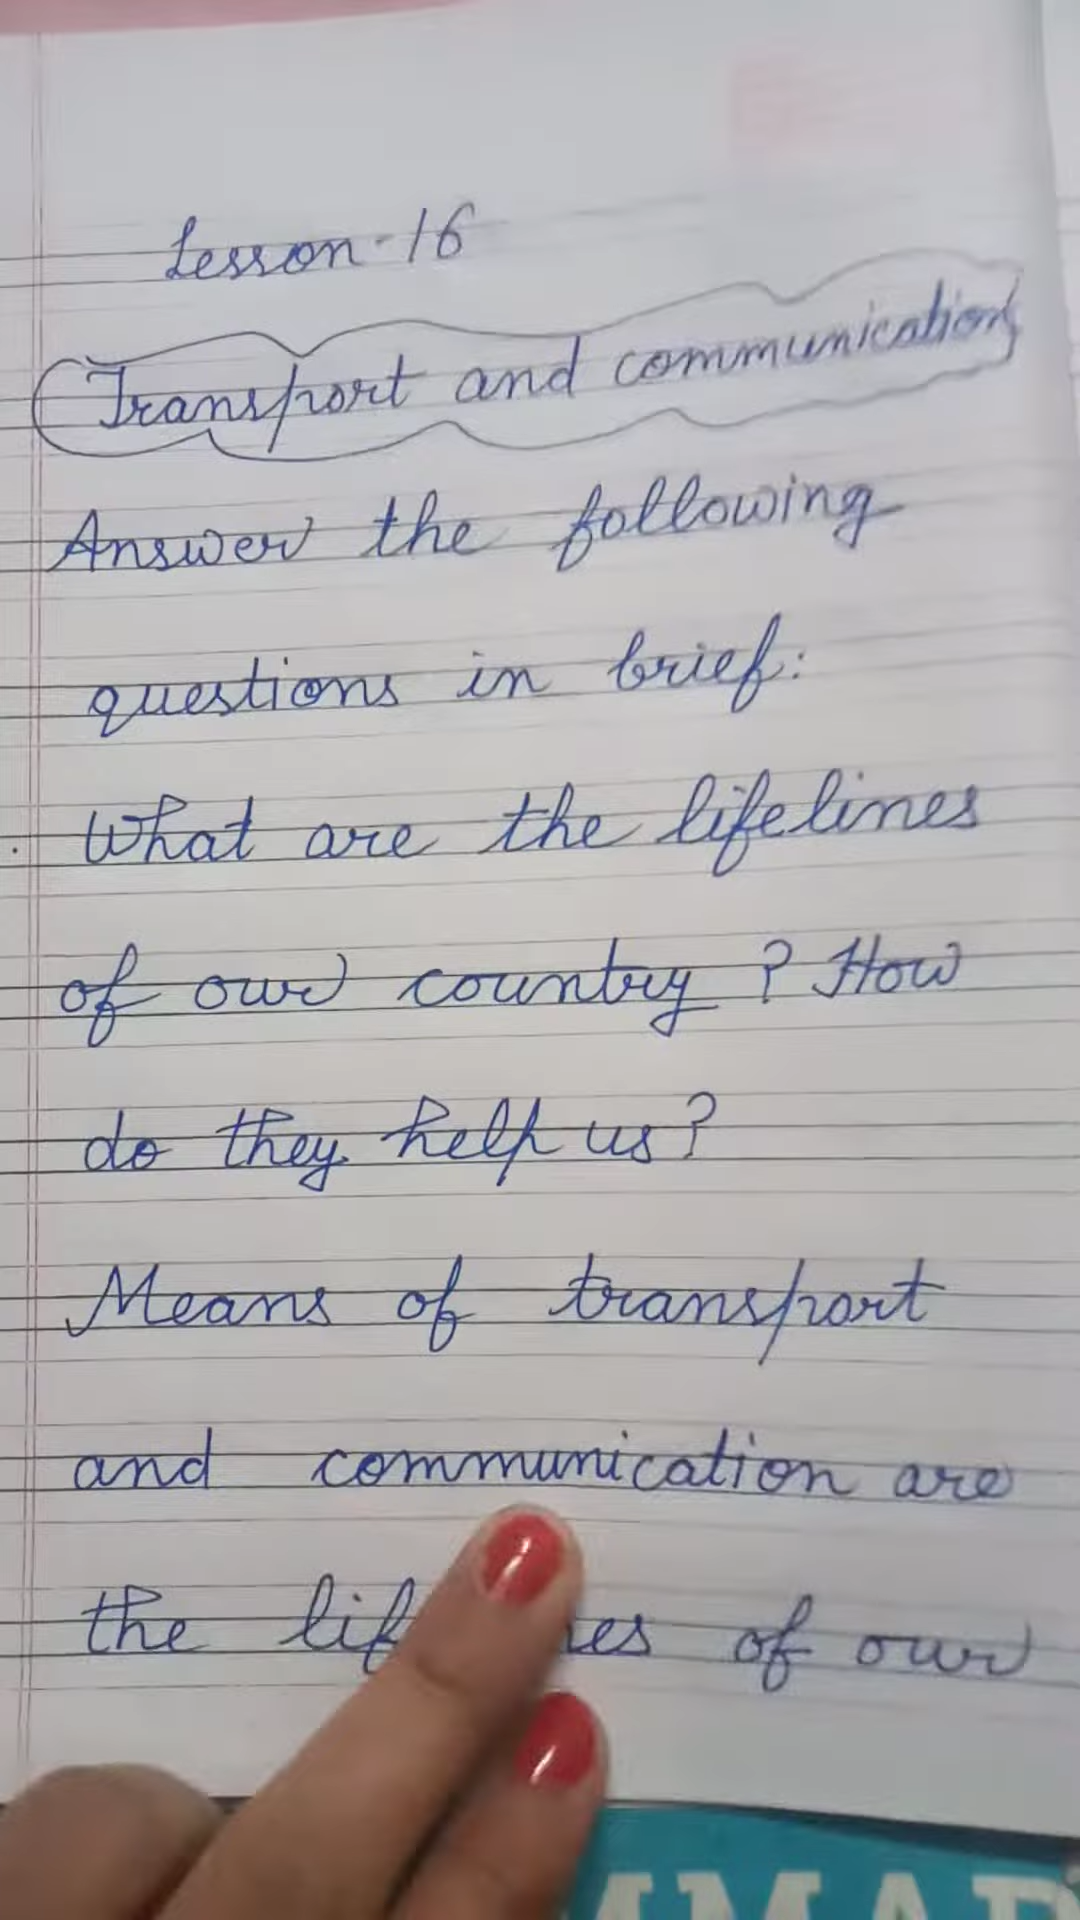 Lesson-16
Transport and communication
Answer the following
questions in brief:
What are the lifelines
of our country? How
do they help us?
Means of transport
and communication are
the of our